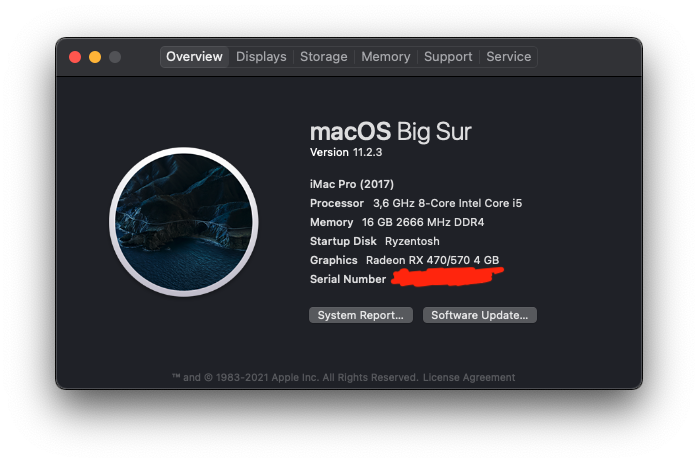 Overview Displays Storage Memory Support Service
macOS Big Sur
Version 11.2.3
iMac Pro (2017)
Processor 3,6 GHz 8-Core Intel Core i5
Memory 16 GB 2666 MHz DDR4
Startup Disk Ryzentosh
Graphics Radeon RX 470/570 4 GB
Serial Number
System Report... Software Update...
™ and © 1983-2021 Apple Inc. All Rights Reserved. License Agreement